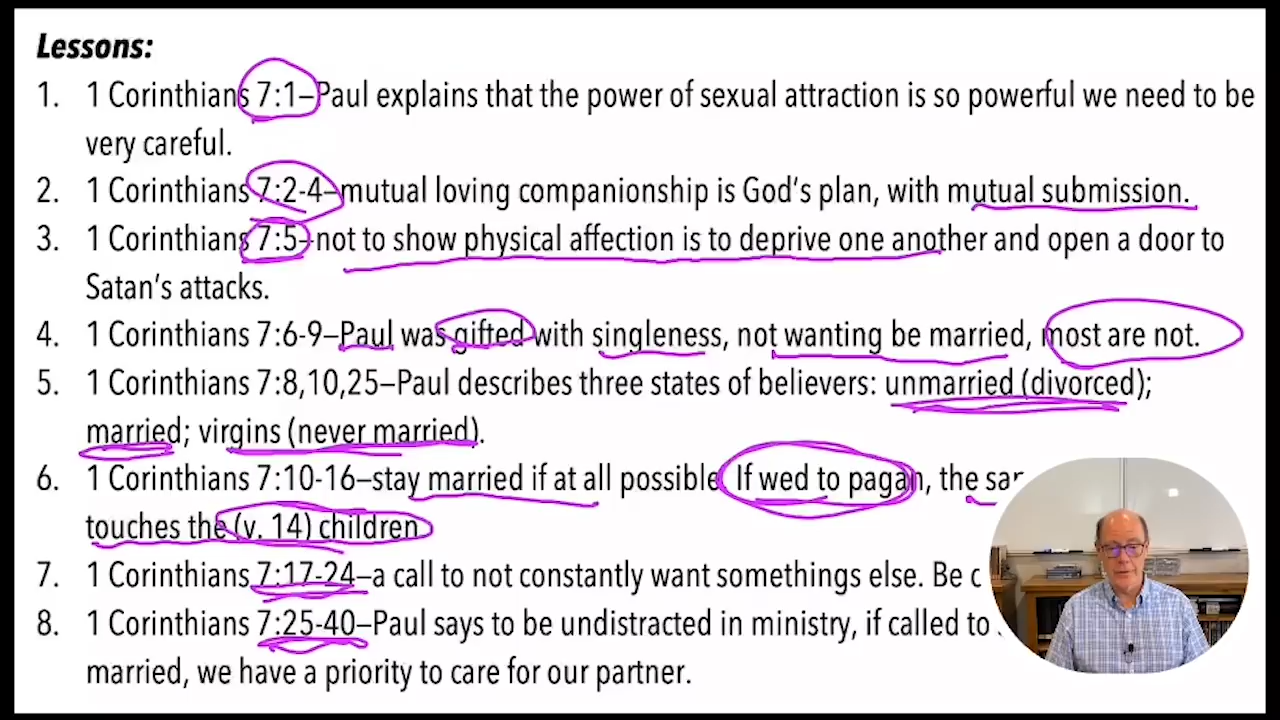 Lessons:
1. 1 Corinthians 7:1–Paul explains that the power of sexual attraction is so powerful we need to be
very careful.
2. 1 Corinthians 7:2-4–mutual loving companionship is God's plan, with mutual submission.
3. 1 Corinthians 7:5–not to show physical affection is to deprive one another and open a door to
Satan's attacks.
4. 1 Corinthians 7:6-9–Paul was gifted with singleness, not wanting be married, most are not.
5. 1 Corinthians 7:8,10,25–Paul describes three states of believers: unmarried (divorced);
married; virgins (never married).
6. 1 Corinthians 7:10-16–stay married if at all possible. If wed to pagan, the
touches the (v. 14) children
7. 1 Corinthians 7:17-24–a call to not constantly want somethings else. Be
8. 1 Corinthians 7:25-40–Paul says to be undistracted in ministry, if called to
married, we have a priority to care for our partner.